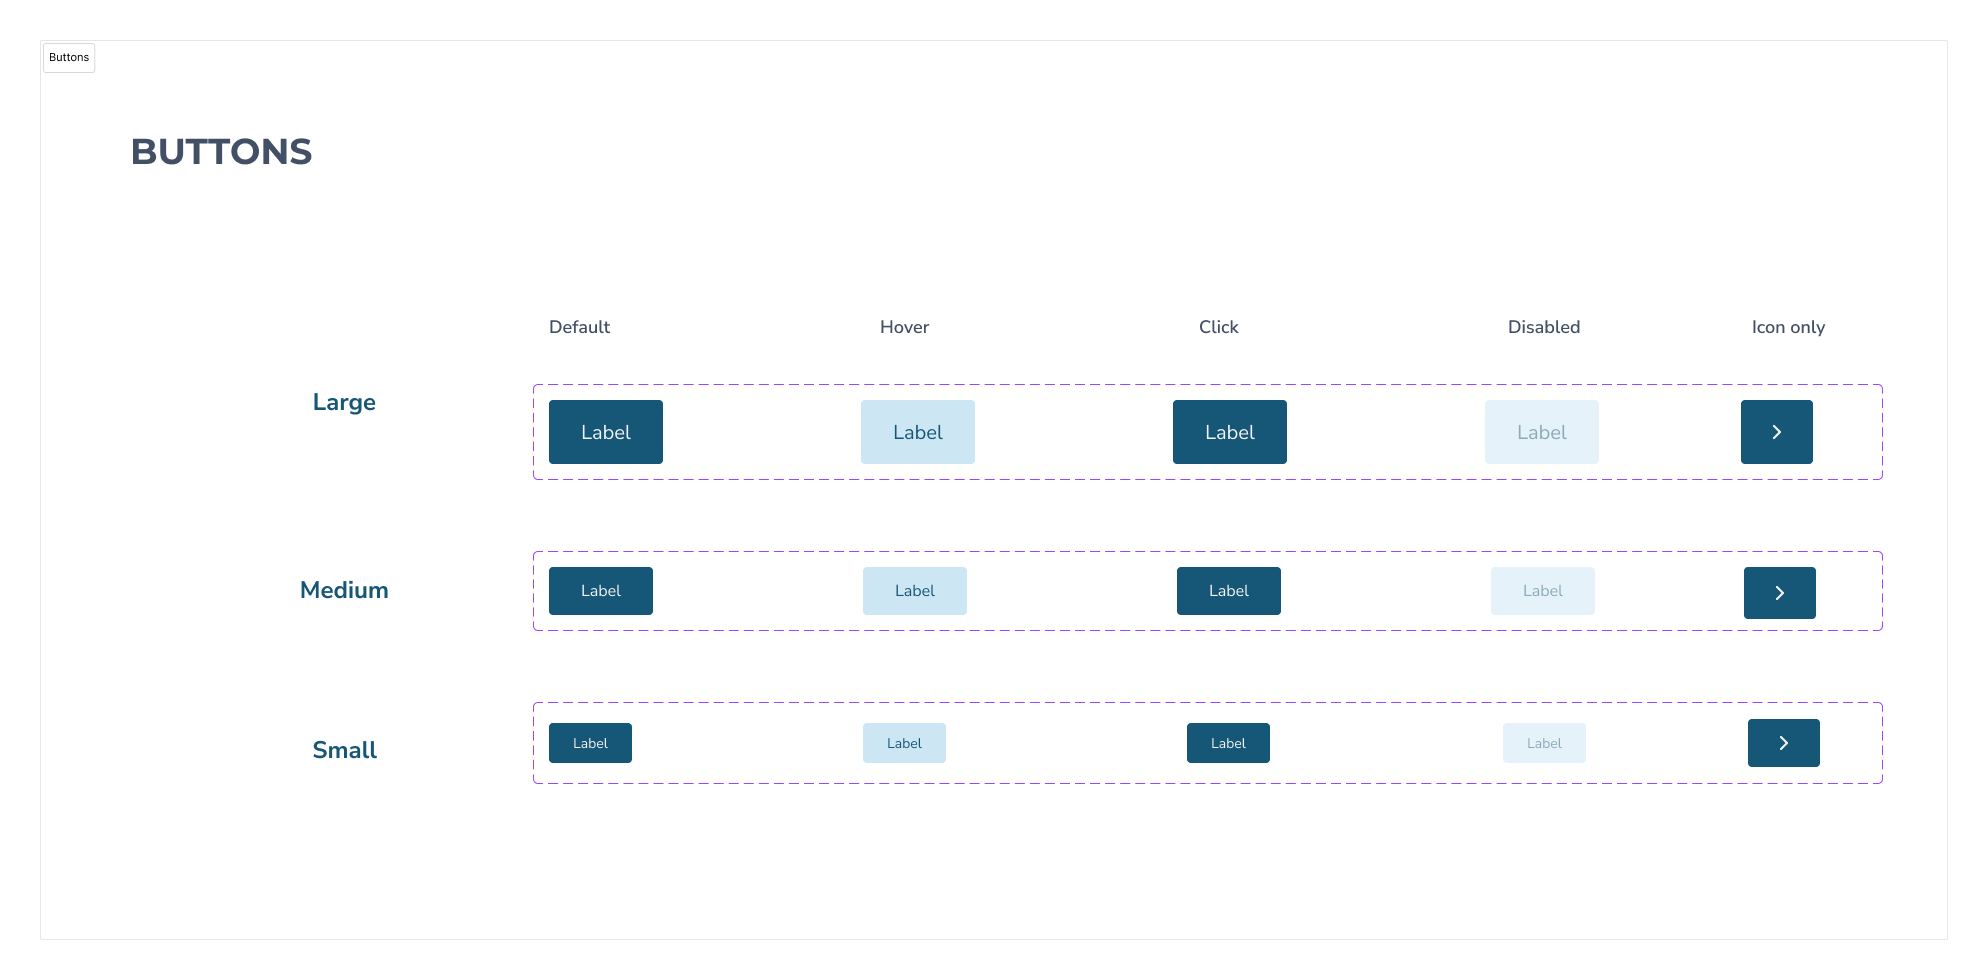 Buttons
BUTTONS
Default Hover Click Disabled Icon only
Large
Label Label Label Label
Medium
Label Label Label Label
Small
Label Label Label Label